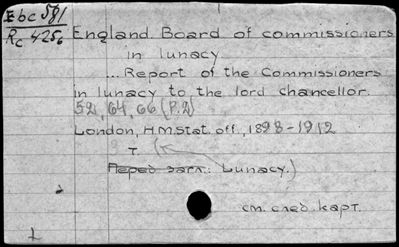 Ebc 581
Rc 4256
England. Board of commissioners
in lunacy
... Report of the Commissioners
in lunacy to the lord chancellor.
52, 64, 66 (P.2)
London, H.M. Stat. off., 1898-1912
т. (
Перед загл.: Lunacy.)
см. след. карт.